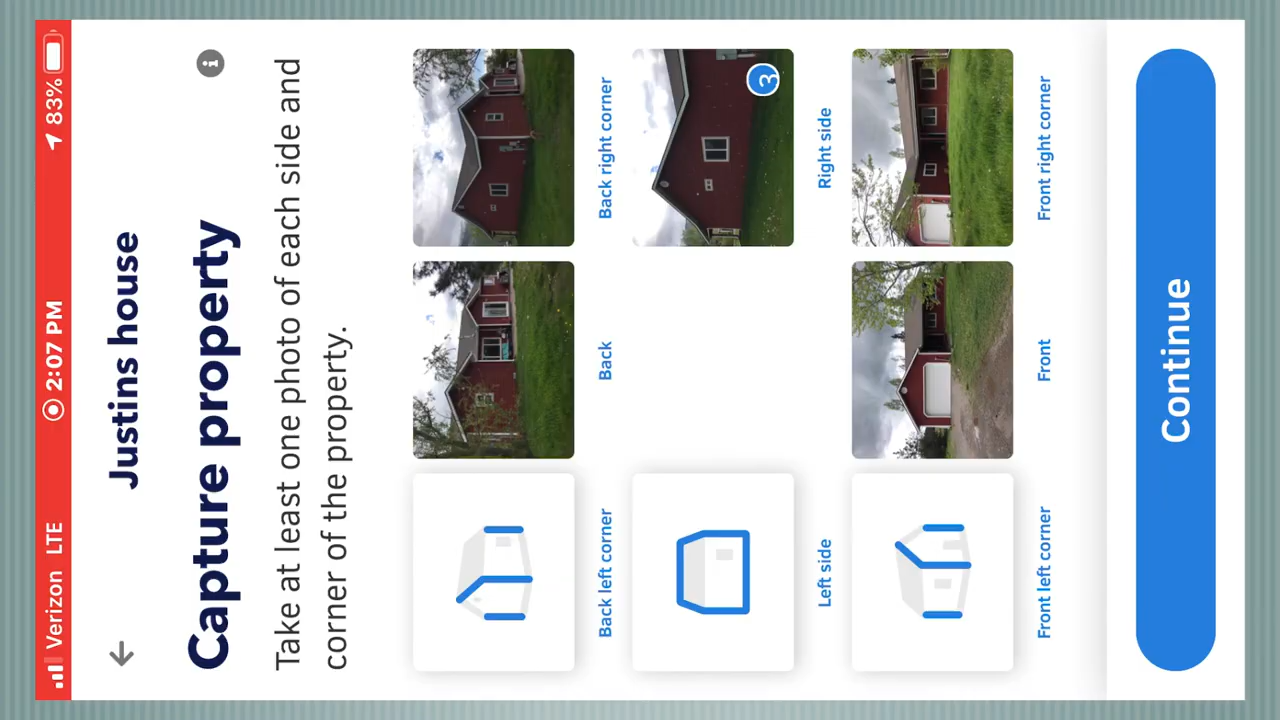 Verizon LTE 2:07 PM 83%
Justins house
Capture property
Take at least one photo of each side and
corner of the property.
Back left corner Back Back right corner
3
Left side Right side
Front left corner Front Front right corner
Continue